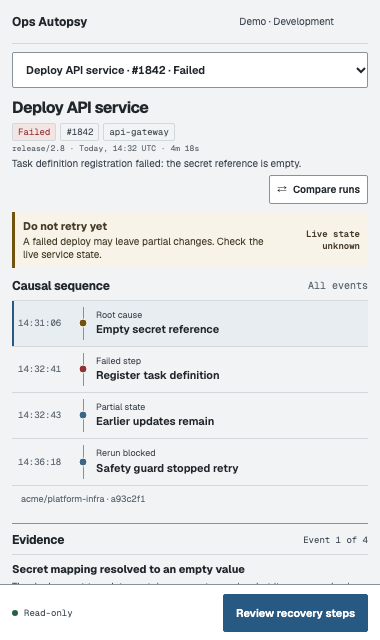 Ops Autopsy
Demo · Development
Deploy API service · #1842 · Failed
Deploy API service
Failed #1842 api-gateway
release/2.8 · Today, 14:32 UTC · 4m 18s
Task definition registration failed: the secret reference is empty.
Compare runs
Do not retry yet
A failed deploy may leave partial changes. Check the
live service state.
Live state
unknown
Causal sequence
All events
14:31:06
Root cause
Empty secret reference
14:32:41
Failed step
Register task definition
14:32:43
Partial state
Earlier updates remain
14:36:18
Rerun blocked
Safety guard stopped retry
acme/platform-infra · a93c2f1
Evidence
Event 1 of 4
Secret mapping resolved to an empty value
Read-only
Review recovery steps